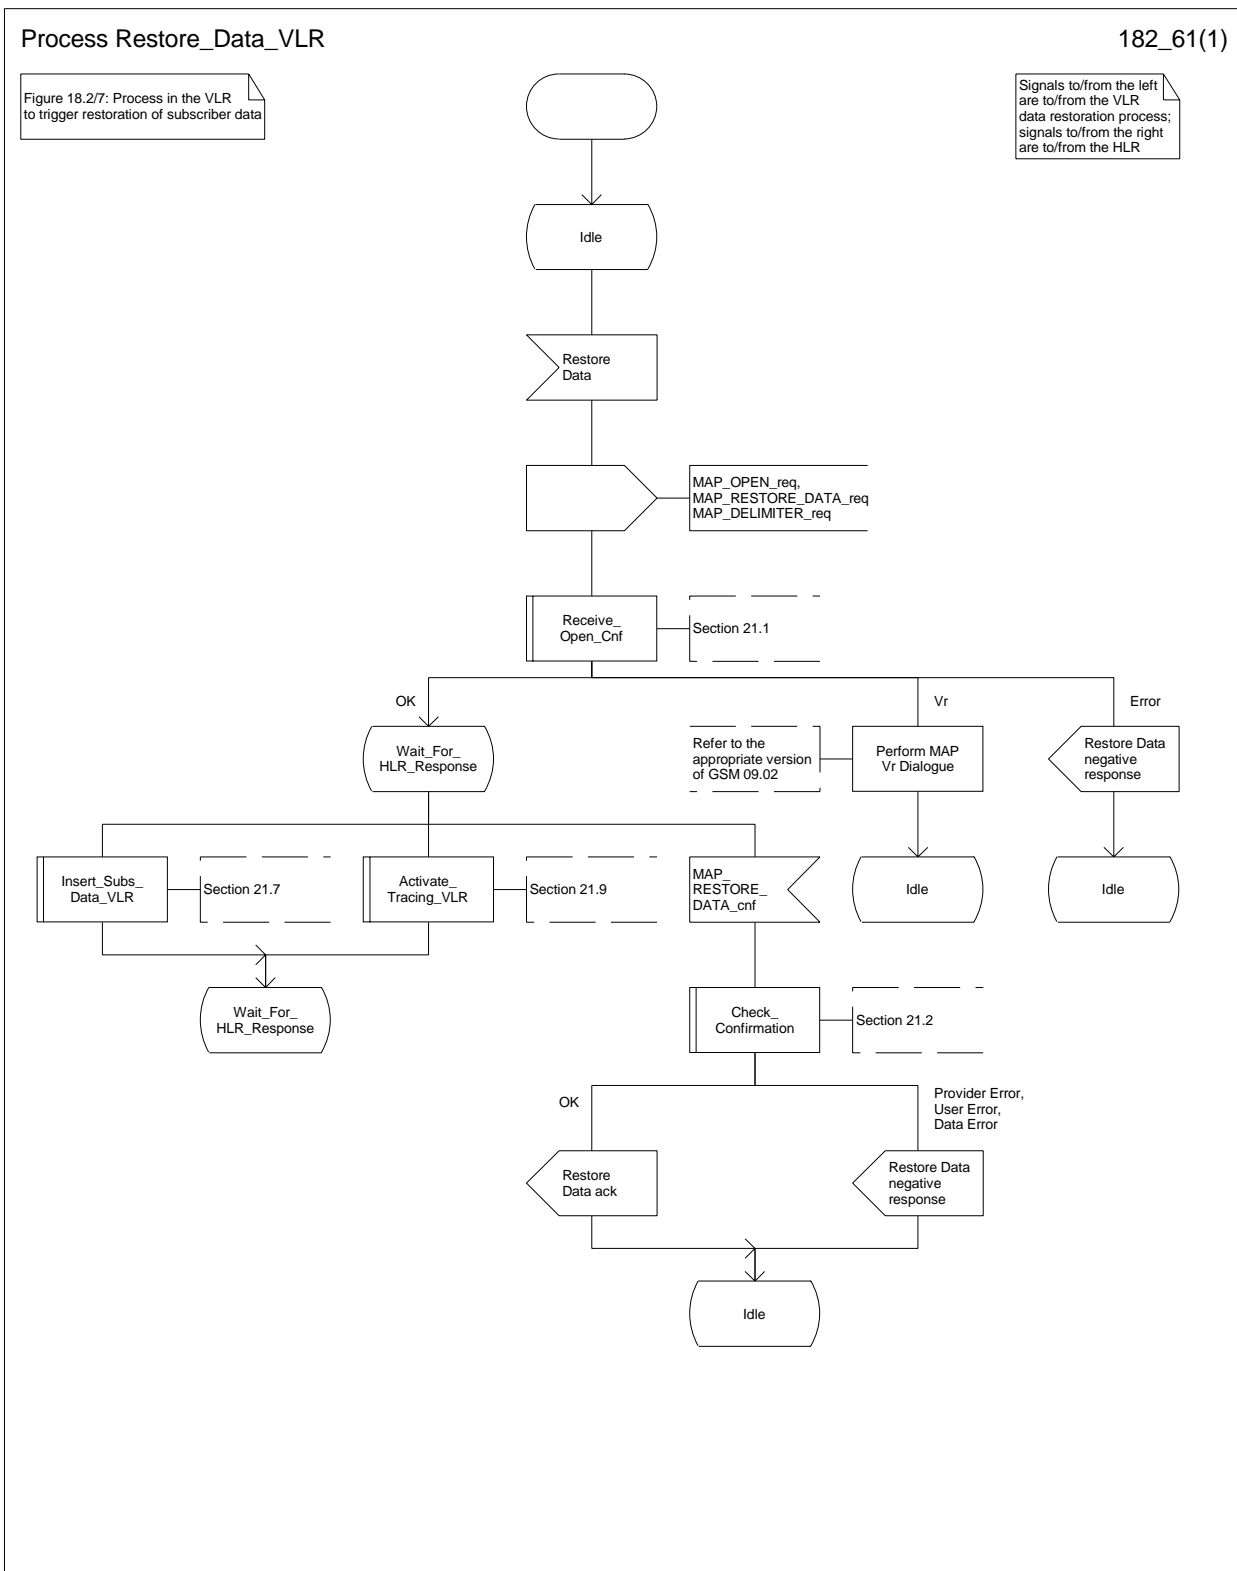 Process Restore_Data_VLR
182_61(1)
Figure 18.2/7: Process in the VLR
to trigger restoration of subscriber data
Signals to/from the left
are to/from the VLR
data restoration process;
signals to/from the right
are to/from the HLR
Idle
Restore
Data
MAP_OPEN_req,
MAP_RESTORE_DATA_req
MAP_DELIMITER_req
Receive_
Open_Cnf
Section 21.1
OK
Vr
Error
Wait_For_
HLR_Response
Refer to the
appropriate version
of GSM 09.02
Perform MAP
Vr Dialogue
Restore Data
negative
response
Insert_Subs_
Data_VLR
Section 21.7
Activate_
Tracing_VLR
Section 21.9
MAP_
RESTORE_
DATA_cnf
Idle
Idle
Wait_For_
HLR_Response
Check_
Confirmation
Section 21.2
OK
Provider Error,
User Error,
Data Error
Restore
Data ack
Restore Data
negative
response
Idle